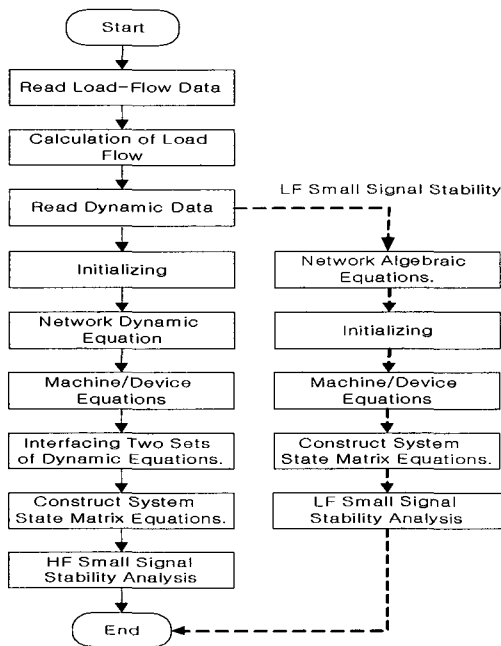 Start
Read Load-Flow Data
Calculation of Load
Flow
Read Dynamic Data
Initializing
Network Dynamic
Equation
Machine/Device
Equations
Interfacing Two Sets
of Dynamic Equations.
Construct System
State Matrix Equations.
HF Small Signal
Stability Analysis
End
LF Small Signal Stability
Network Algebraic
Equations.
Initializing
Machine/Device
Equations
Construct System
State Matrix Equations.
LF Small Signal
Stability Analysis